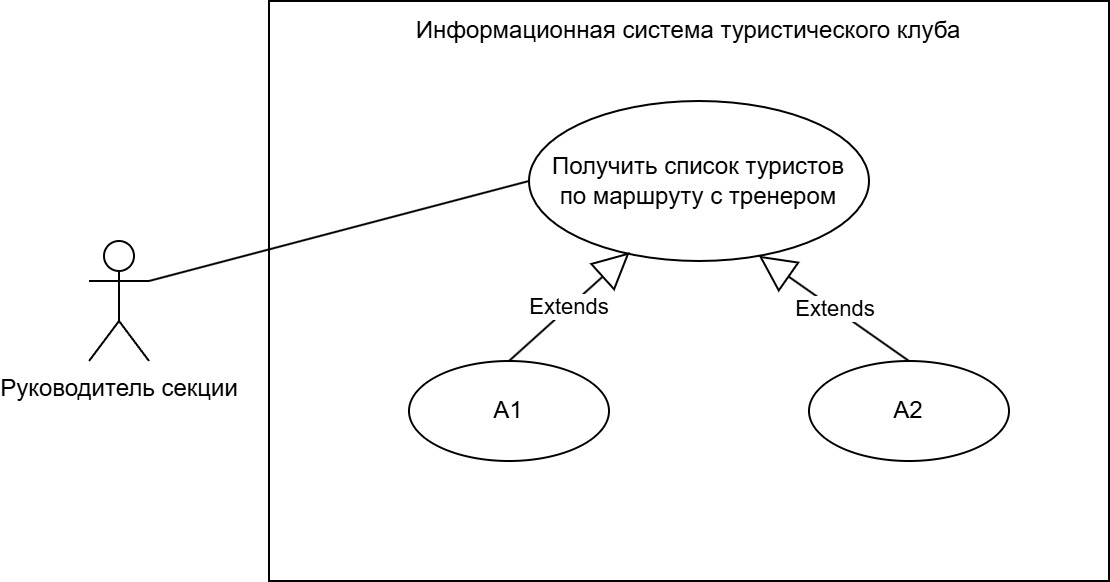 Информационная система туристического клуба
Получить список туристов
по маршруту с тренером
Extends
Extends
Руководитель секции
A1
A2